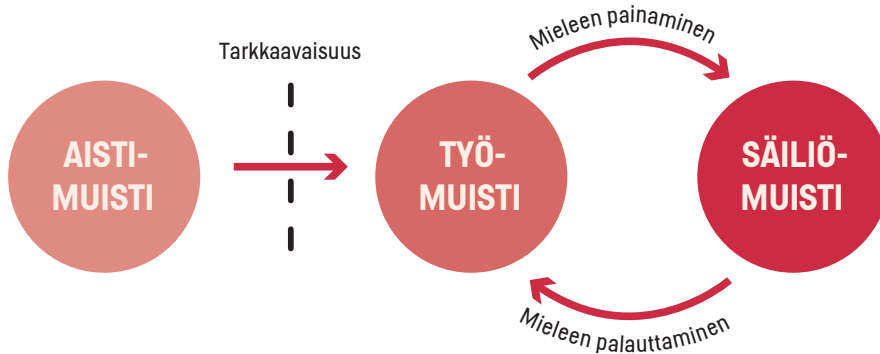 Mieleen painaminen
Tarkkaavaisuus
AISTI-
MUISTI
TYÖ-
MUISTI
SÄILIÖ-
MUISTI
Mieleen palauttaminen